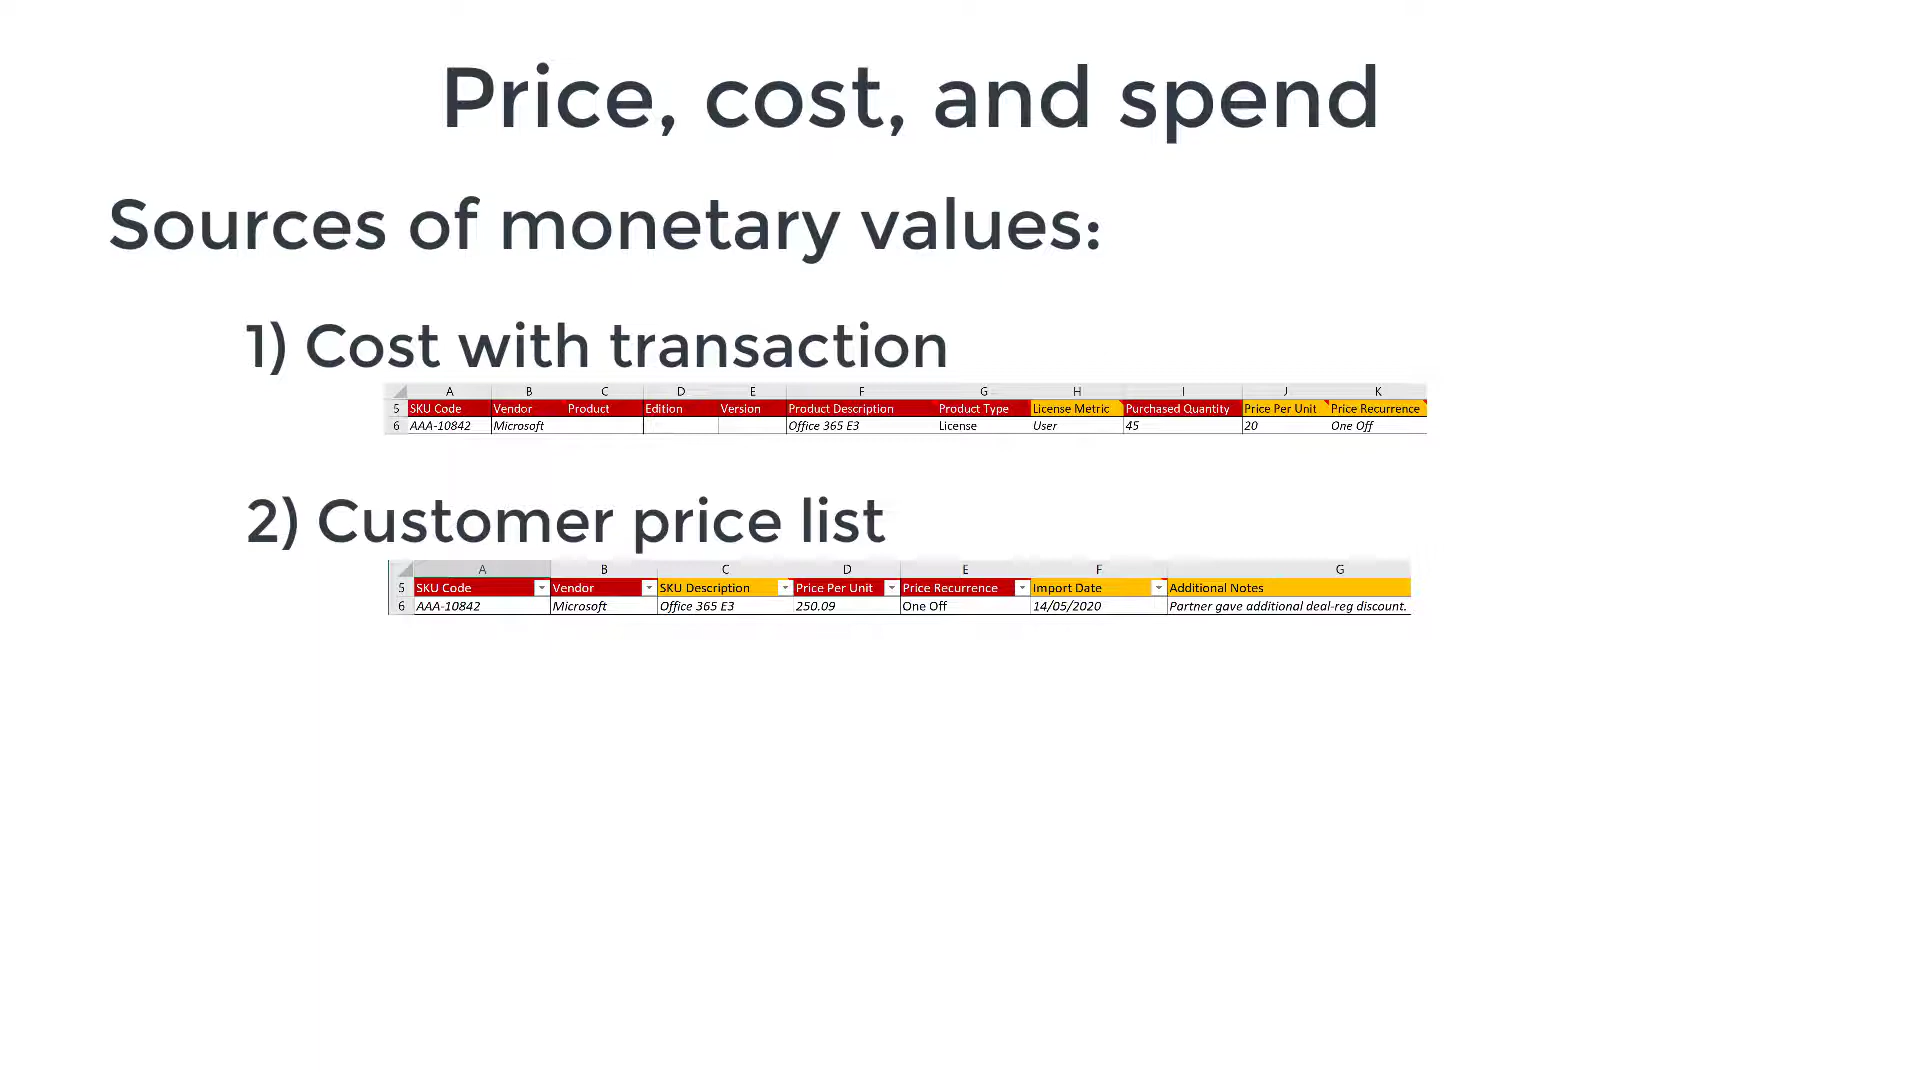 Price, cost, and spend
Sources of monetary values:
1) Cost with transaction
A B C D E F G H I J K
5 SKU Code Vendor Product Edition Version Product Description Product Type License Metric Purchased Quantity Price Per Unit Price Recurrence
6 AAA-10842 Microsoft Office 365 E3 License User 45 20 One Off
2) Customer price list
A B C D E F G
5 SKU Code Vendor SKU Description Price Per Unit Price Recurrence Import Date Additional Notes
6 AAA-10842 Microsoft Office 365 E3 250.09 One Off 14/05/2020 Partner gave additional deal-reg discount.